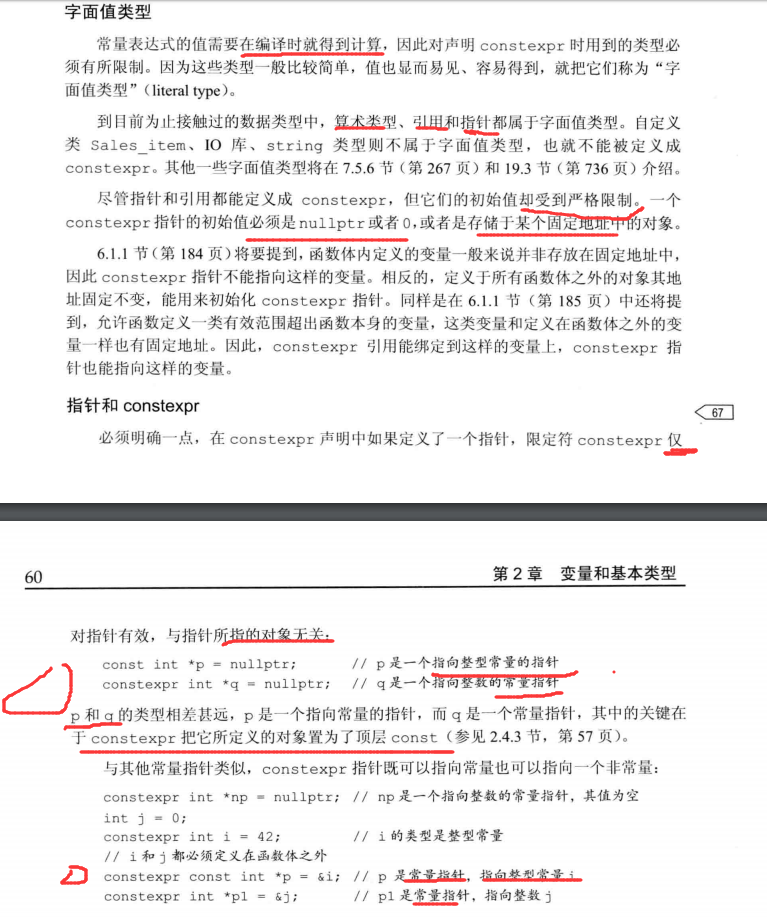 字面值类型
常量表达式的值需要在编译时就得到计算，因此对声明 constexpr 时用到的类型必
须有所限制。因为这些类型一般比较简单，值也显而易见、容易得到，就把它们称为“字
面值类型”（literal type）。
到目前为止接触过的数据类型中，算术类型、引用和指针都属于字面值类型。自定义
类 Sales_item、IO 库、string 类型则不属于字面值类型，也就不能被定义成
constexpr。其他一些字面值类型将在 7.5.6 节（第 267 页）和 19.3 节（第 736 页）介绍。
尽管指针和引用都能定义成 constexpr，但它们的初始值却受到严格限制。一个
constexpr 指针的初始值必须是 nullptr 或者 0，或者是存储于某个固定地址中的对象。
6.1.1 节（第 184 页）将要提到，函数体内定义的变量一般来说并非存放在固定地址中，
因此 constexpr 指针不能指向这样的变量。相反的，定义于所有函数体之外的对象其地
址固定不变，能用来初始化 constexpr 指针。同样是在 6.1.1 节（第 185 页）中还将提
到，允许函数定义一类有效范围超出函数本身的变量，这类变量和定义在函数体之外的变
量一样也有固定地址。因此，constexpr 引用能绑定到这样的变量上，constexpr 指
针也能指向这样的变量。
指针和 constexpr
67
必须明确一点，在 constexpr 声明中如果定义了一个指针，限定符 constexpr 仅
60 第 2 章 变量和基本类型
对指针有效，与指针所指的对象无关：
const int *p = nullptr; // p 是一个指向整型常量的指针
constexpr int *q = nullptr; // q 是一个指向整数的常量指针
p 和 q 的类型相差甚远，p 是一个指向常量的指针，而 q 是一个常量指针，其中的关键在
于 constexpr 把它所定义的对象置为了顶层 const（参见 2.4.3 节，第 57 页）。
与其他常量指针类似，constexpr 指针既可以指向常量也可以指向一个非常量：
constexpr int *np = nullptr; // np 是一个指向整数的常量指针，其值为空
int j = 0;
constexpr int i = 42; // i 的类型是整型常量
// i 和 j 都必须定义在函数体之外
constexpr const int *p = &i; // p 是常量指针，指向整型常量 i
constexpr int *p1 = &j; // p1 是常量指针，指向整数 j